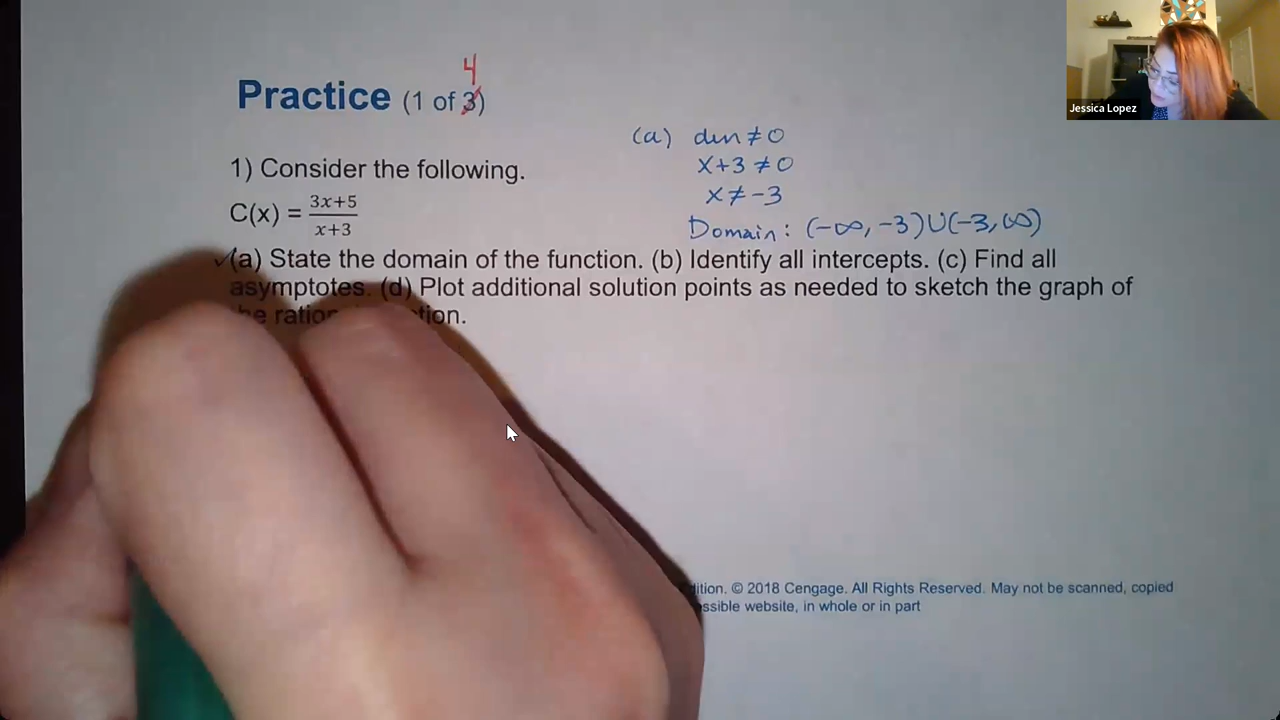 Jessica Lopez
4
Practice (1 of 3)
(a) den ≠ 0
x+3 ≠ 0
x ≠ -3
Domain: (-∞, -3)∪(-3, ∞)
1) Consider the following.
C(x) = 3x+5
x+3
✓(a) State the domain of the function. (b) Identify all intercepts. (c) Find all
asymptotes. (d) Plot additional solution points as needed to sketch the graph of
.
. © 2018 Cengage. All Rights Reserved. May not be scanned, copied
website, in whole or in part